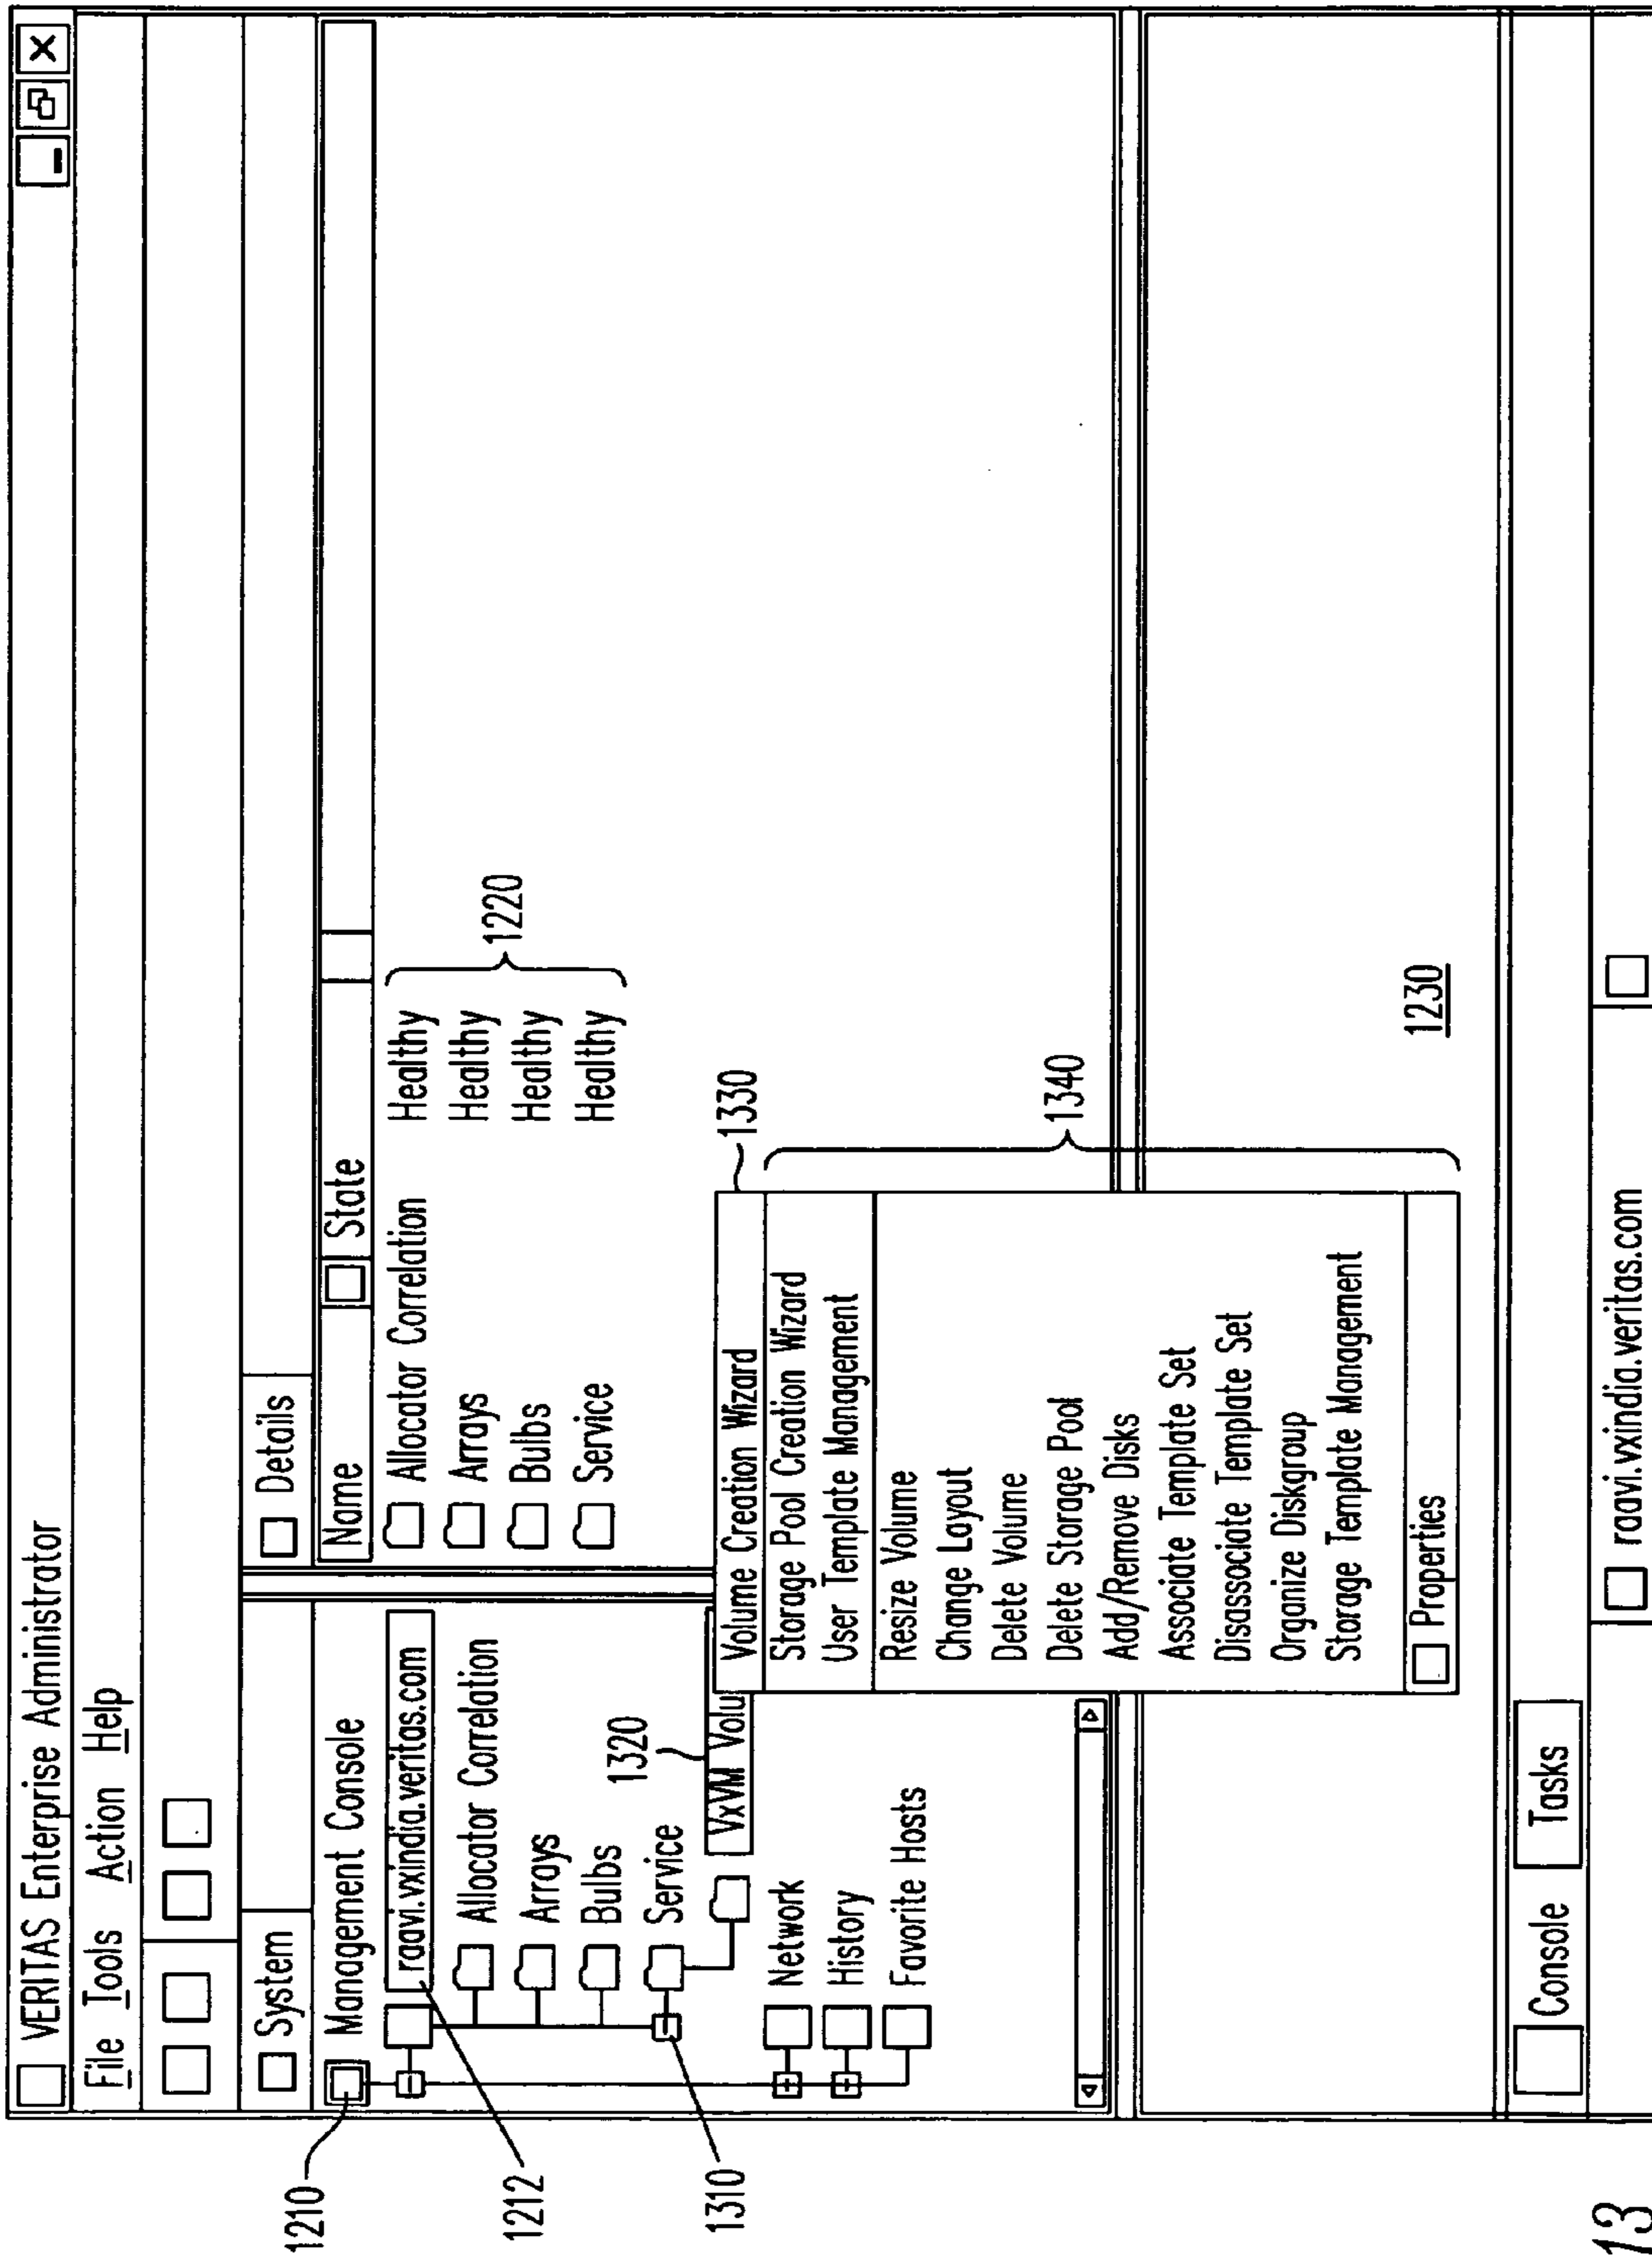 VERITAS Enterprise Administrator
File Tools Action Help
System
Details
Management Console
raavi.vxindia.veritas.com
Allocator Correlation
Arrays
Bulbs
Service
VxVM Volu
Network
History
Favorite Hosts
Name State
Allocator Correlation Healthy
Arrays Healthy
Bulbs Healthy
Service Healthy
Volume Creation Wizard
Storage Pool Creation Wizard
User Template Management
Resize Volume
Change Layout
Delete Volume
Delete Storage Pool
Add/Remove Disks
Associate Template Set
Disassociate Template Set
Organize Diskgroup
Storage Template Management
Properties
Console Tasks
raavi.vxindia.veritas.com
1210
1212
1310
1320
1220
1330
1340
1230
13